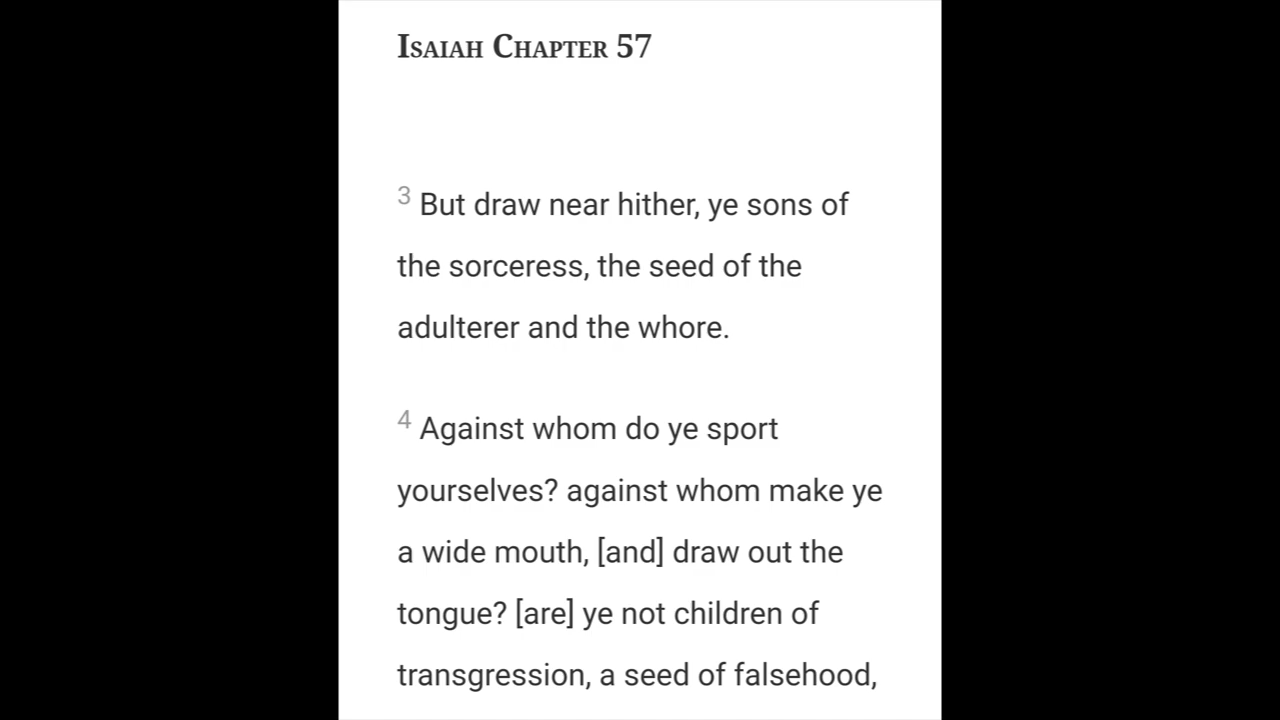 Isaiah Chapter 57
3 But draw near hither, ye sons of
the sorceress, the seed of the
adulterer and the whore.
4 Against whom do ye sport
yourselves? against whom make ye
a wide mouth, [and] draw out the
tongue? [are] ye not children of
transgression, a seed of falsehood,